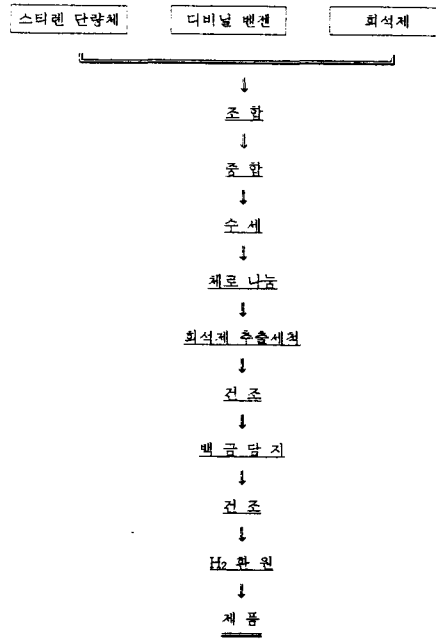 스티렌 단량체 디비닐 벤젠 희석제
↓
조 합
↓
중 합
↓
수 세
↓
체로 나눔
↓
희석제 추출세척
↓
건 조
↓
백 금 담 지
↓
건 조
↓
H₂ 환 원
↓
제 품